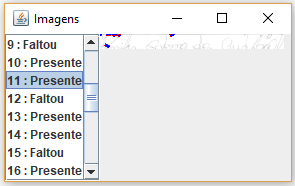 Imagens
9 : Faltou
10 : Presente
11 : Presente
12 : Faltou
13 : Presente
14 : Presente
15 : Faltou
16 : Presente